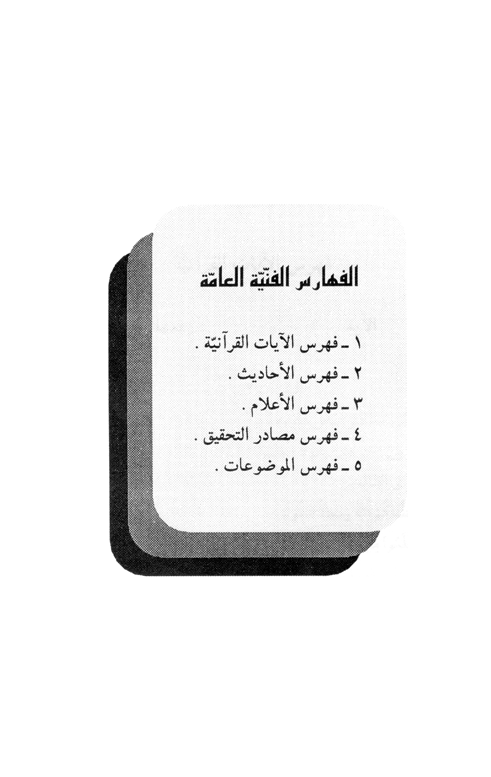 الفهارس الفنّيّة العامّة
١ ـ فهرس الآيات القرآنيّة .
٢ ـ فهرس الأحاديث .
٣ ـ فهرس الأعلام .
٤ ـ فهرس مصادر التحقيق .
٥ ـ فهرس الموضوعات .